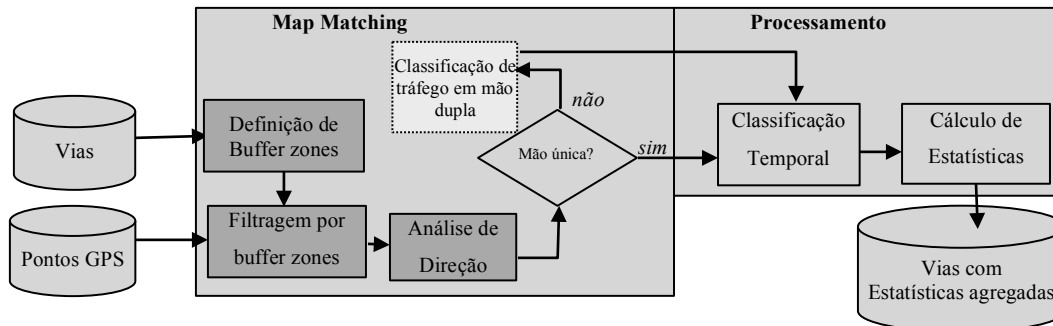 Map Matching
Processamento
Classificação de
tráfego em mão
dupla
não
Vias
Definição de
Buffer zones
Mão única?
sim
Classificação
Temporal
Cálculo de
Estatísticas
Pontos GPS
Filtragem por
buffer zones
Análise de
Direção
Vias com
Estatísticas agregadas